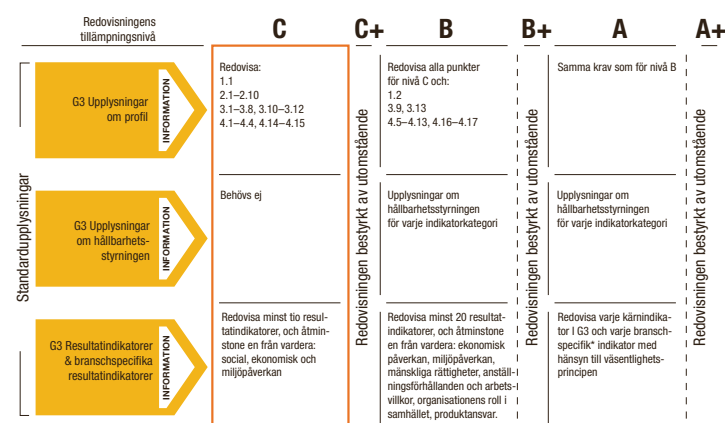 Redovisningens
tillämpningsnivå
C
C+
B
B+
A
A+
Standardupplysningar
G3 Upplysningar
om profil
INFORMATION
Redovisa:
1.1
2.1–2.10
3.1–3.8, 3.10–3.12
4.1–4.4, 4.14–4.15
Redovisa alla punkter
för nivå C och:
1.2
3.9, 3.13
4.5–4.13, 4.16–4.17
Samma krav som för nivå B
G3 Upplysningar
om hållbarhets-
styrningen
INFORMATION
Behövs ej
Upplysningar om
hållbarhetsstyrningen
för varje indikatorkategori
Upplysningar om
hållbarhetsstyrningen
för varje indikatorkategori
G3 Resultatindikatorer
& branschspecifika
resultatindikatorer
INFORMATION
Redovisa minst tio resul-
tatindikatorer, och åtmin-
stone en från vardera:
social, ekonomisk och
miljöpåverkan
Redovisa minst 20 resultat-
indikatorer, och åtminstone
en från vardera: ekonomisk
påverkan, miljöpåverkan,
mänskliga rättigheter, anställ-
ningsförhållanden och arbets-
villkor, organisationens roll i
samhället, produktansvar.
Redovisa varje kärnindika-
tor I G3 och varje bransch-
specifik* indikator med
hänsyn till väsentlighets-
principen
Redovisningen bestyrkt av utomstående
Redovisningen bestyrkt av utomstående
Redovisningen bestyrkt av utomstående